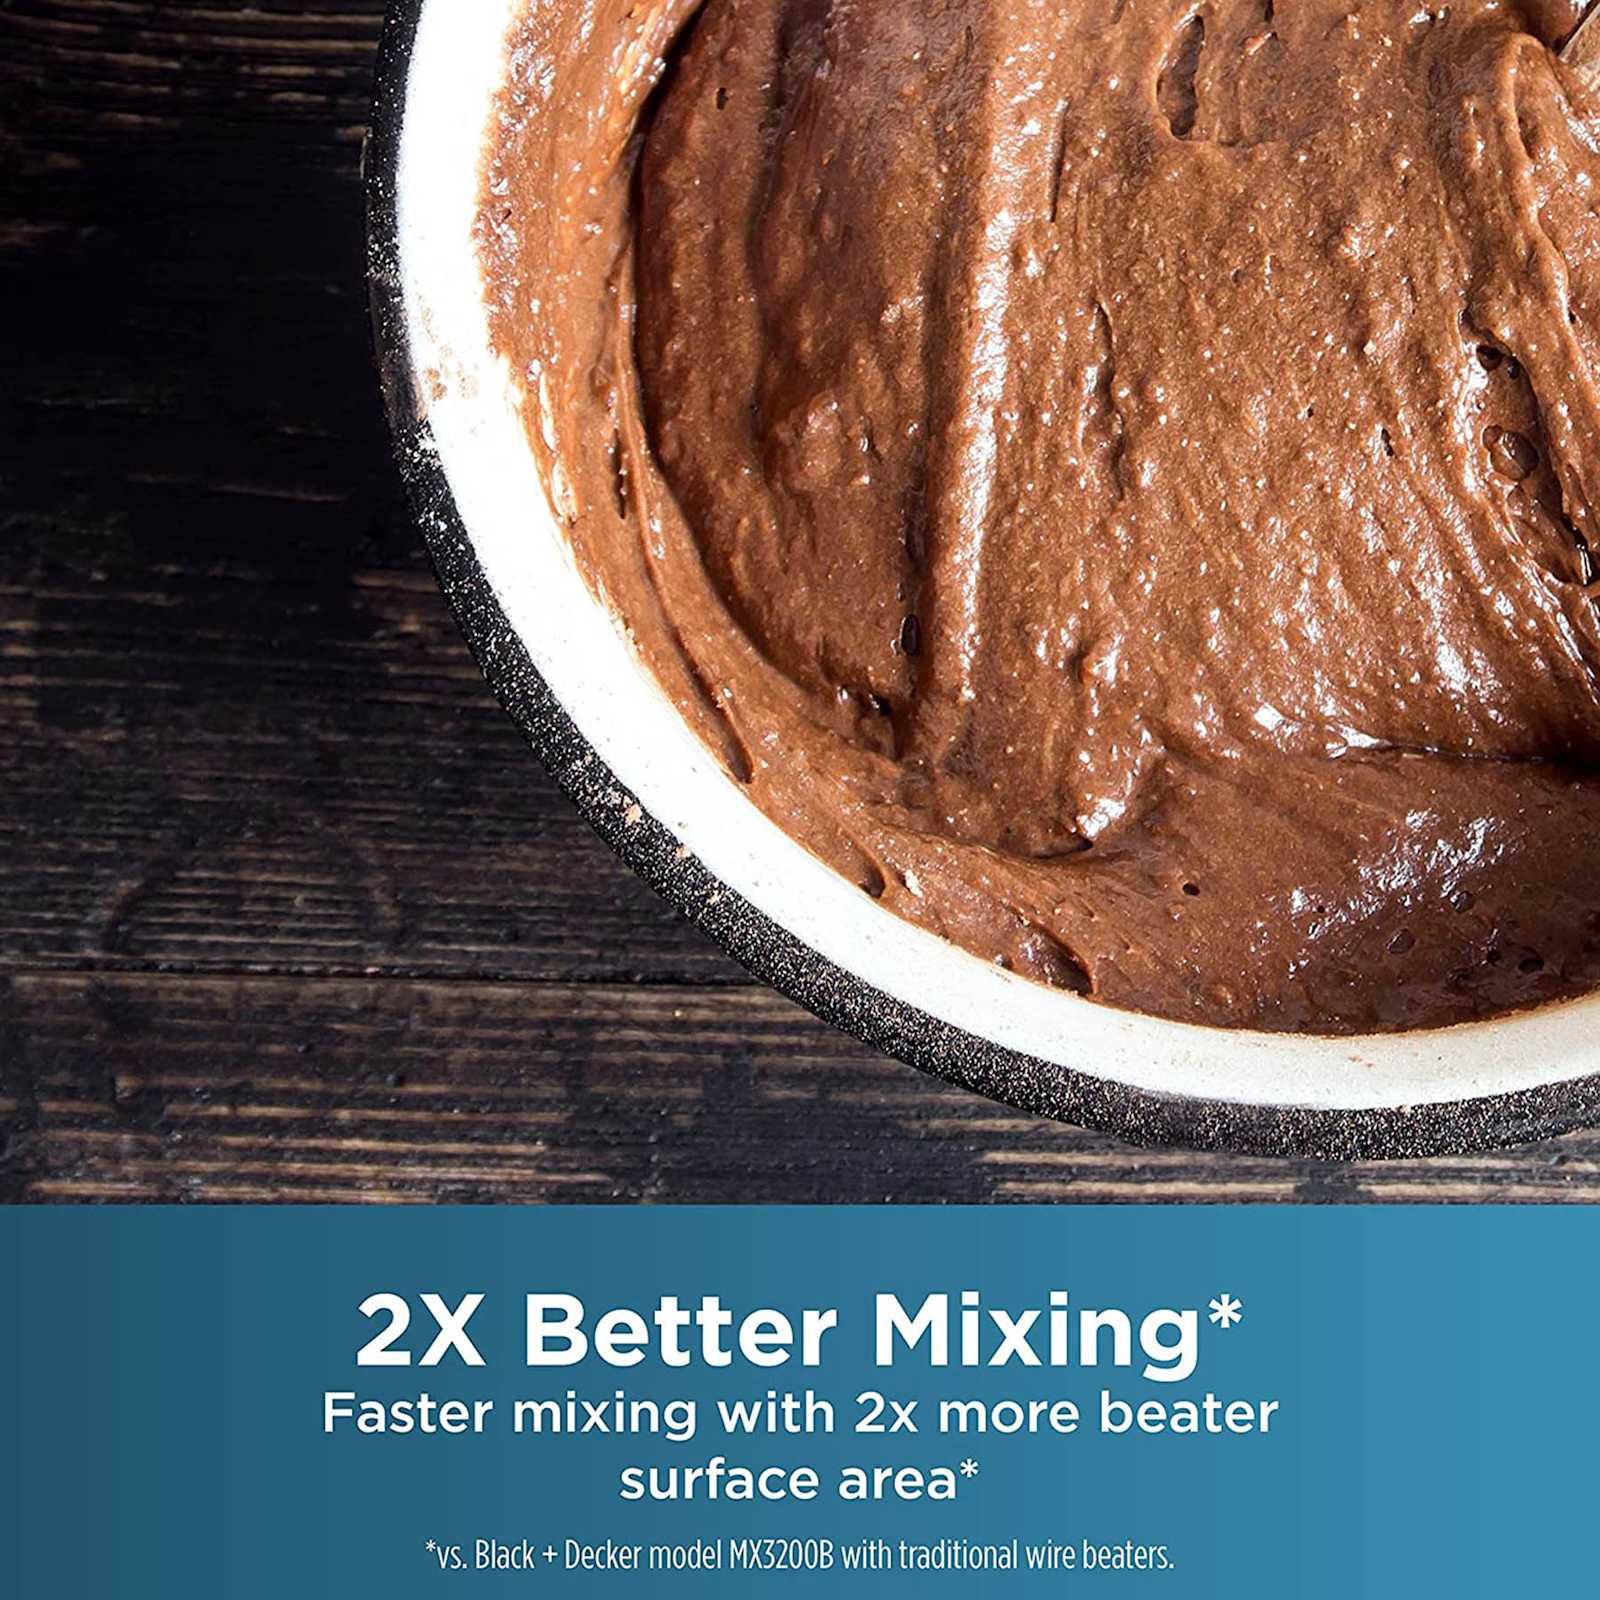 2X Better Mixing*
Faster mixing with 2x more beater
surface area*
*vs. Black + Decker model MX3200B with traditional wire beaters.